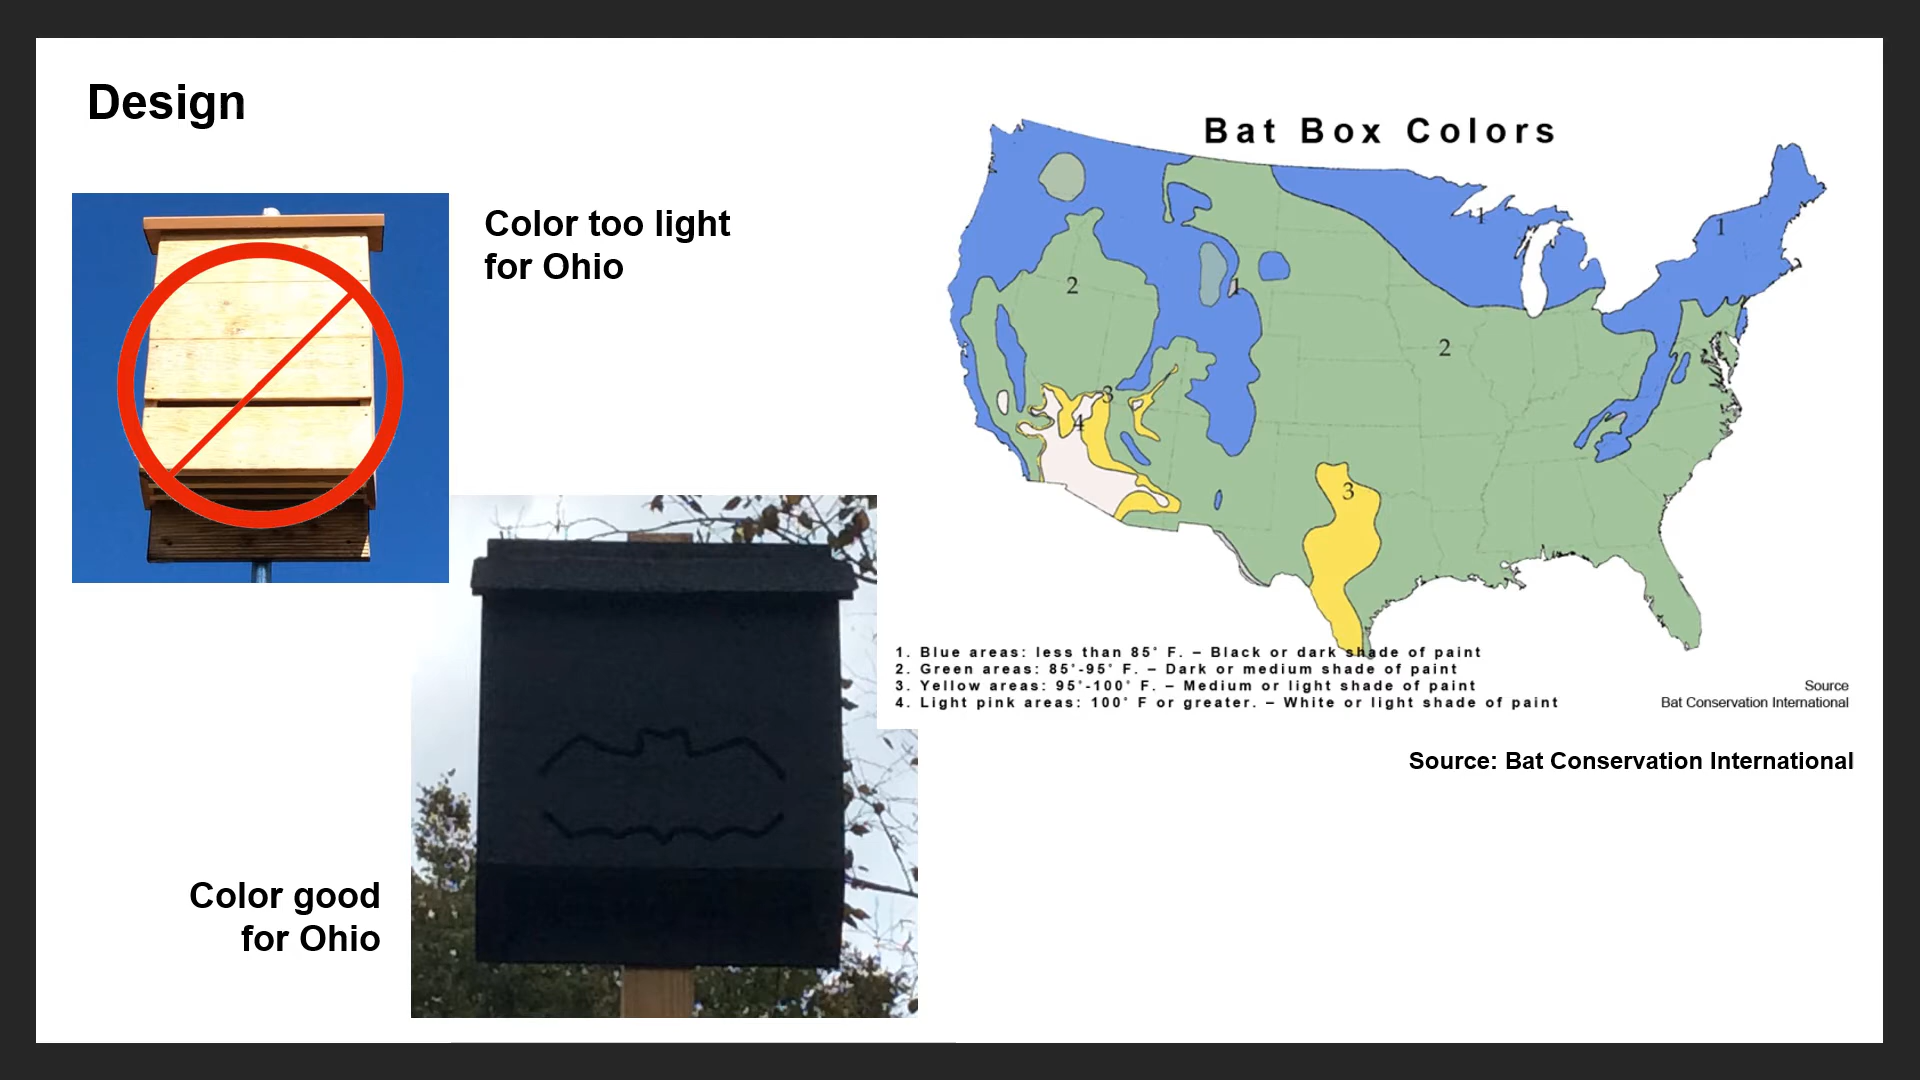 Design
Color too light
for Ohio
Color good
for Ohio
Bat Box Colors
1
1
1
2
2
3
3
4
1. Blue areas: less than 85° F. – Black or dark shade of paint
2. Green areas: 85°-95° F. – Dark or medium shade of paint
3. Yellow areas: 95°-100° F. – Medium or light shade of paint
4. Light pink areas: 100° F or greater. – White or light shade of paint
Source
Bat Conservation International
Source: Bat Conservation International